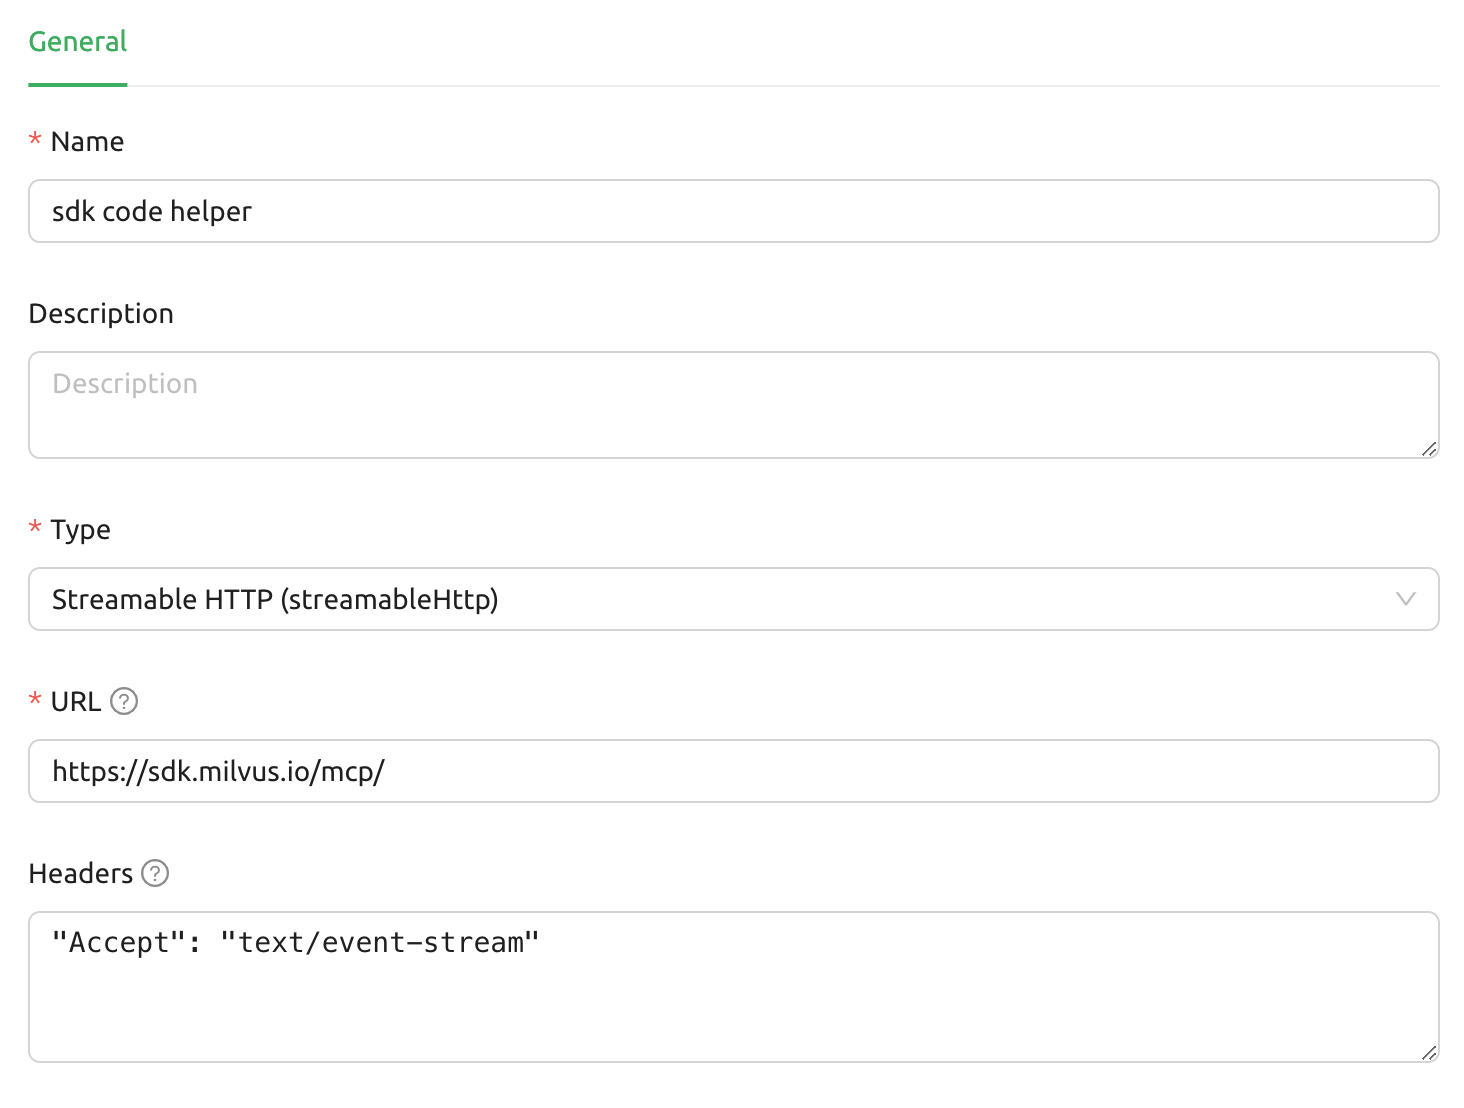 General
* Name
sdk code helper
Description
Description
* Type
Streamable HTTP (streamableHttp)
* URL ?
https://sdk.milvus.io/mcp/
Headers ?
"Accept": "text/event-stream"